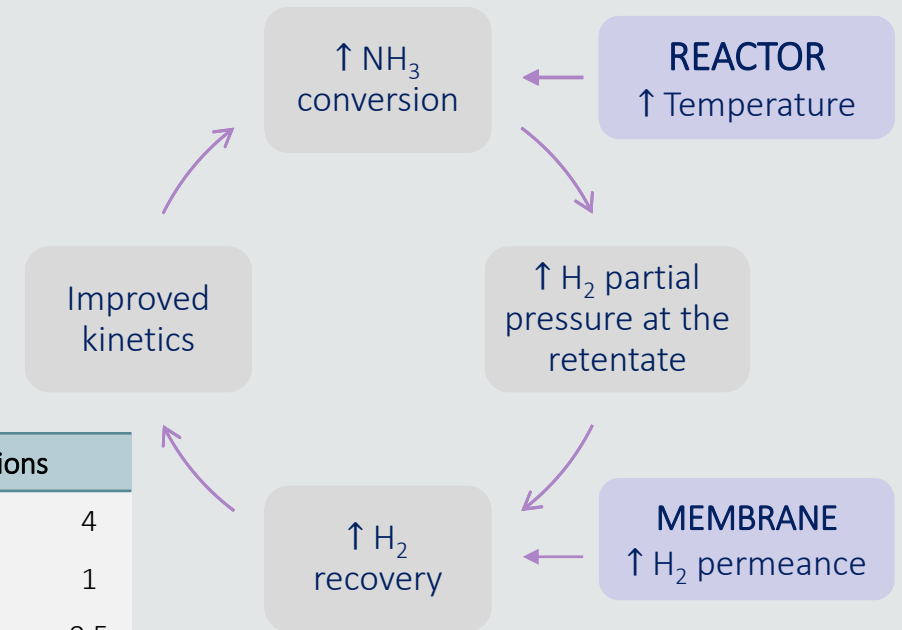 ↑ NH₃
conversion
REACTOR
↑ Temperature
Improved
kinetics
↑ H₂ partial
pressure at the
retentate
↑ H₂
recovery
MEMBRANE
↑ H₂ permeance
4
1